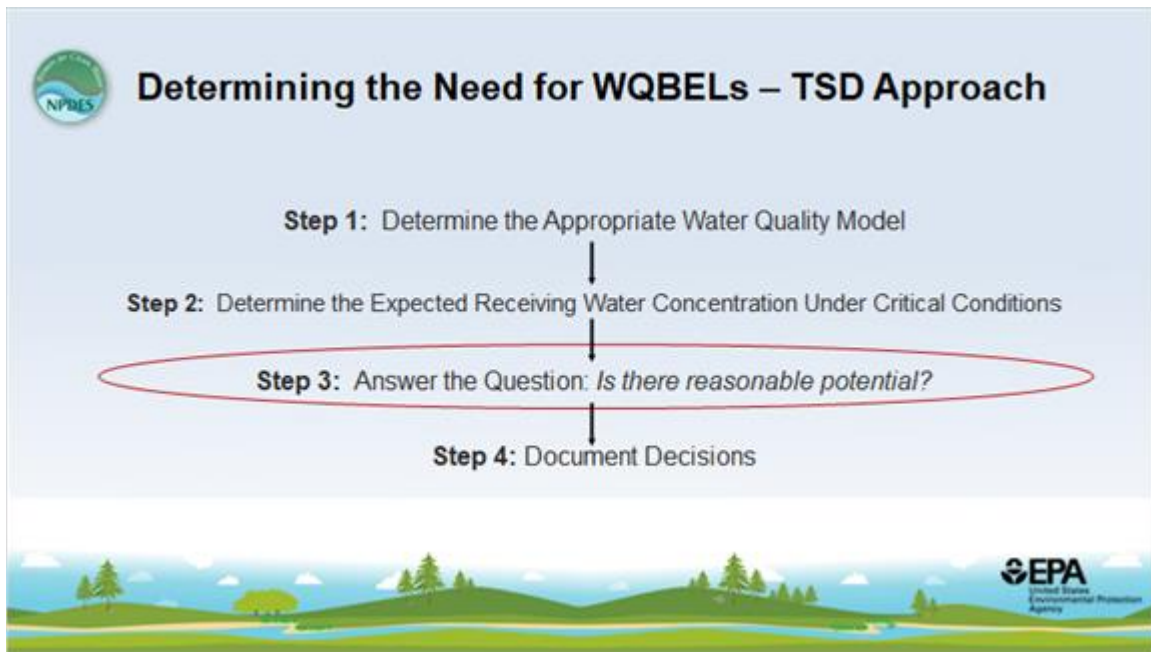 Determining the Need for WQBELs – TSD Approach
NPDES
Step 1: Determine the Appropriate Water Quality Model
Step 2: Determine the Expected Receiving Water Concentration Under Critical Conditions
Step 3: Answer the Question: Is there reasonable potential?
Step 4: Document Decisions
EPA
United States
Environmental Protection
Agency